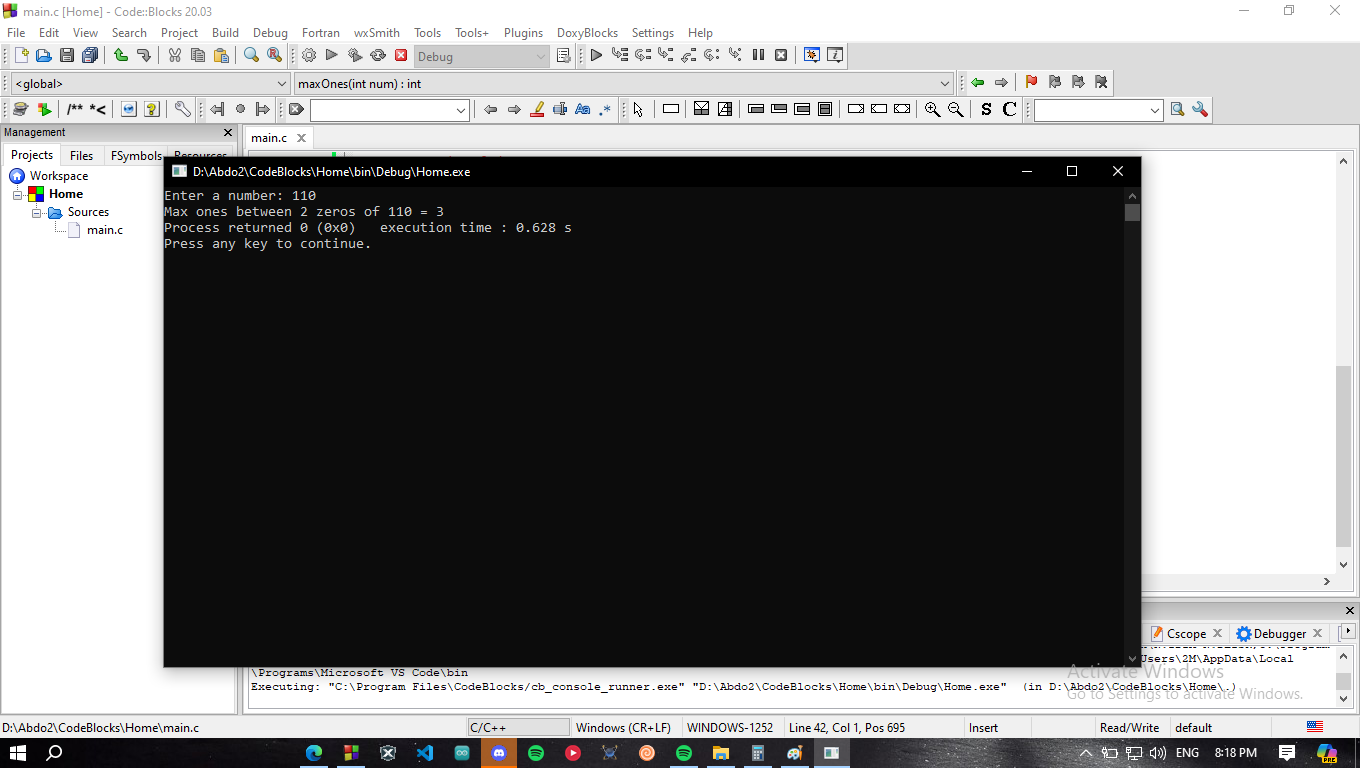 main.c [Home] - Code::Blocks 20.03
File Edit View Search Project Build Debug Fortran wxSmith Tools Tools+ Plugins DoxyBlocks Settings Help
Debug
<global> maxOnes(int num) : int
/** *< Aa .* S C
Management
main.c
Projects Files FSymbols Resources
Workspace
Home
Sources
main.c
D:\Abdo2\CodeBlocks\Home\bin\Debug\Home.exe
Enter a number: 110
Max ones between 2 zeros of 110 = 3
Process returned 0 (0x0)   execution time : 0.628 s
Press any key to continue.
Cscope Debugger
Users\2M\AppData\Local
\Programs\Microsoft VS Code\bin
Executing: "C:\Program Files\CodeBlocks/cb_console_runner.exe" "D:\Abdo2\CodeBlocks\Home\bin\Debug\Home.exe"  (in D:\Abdo2\CodeBlocks\Home\.)
Activate Windows
Go to Settings to activate Windows.
D:\Abdo2\CodeBlocks\Home\main.c C/C++ Windows (CR+LF) WINDOWS-1252 Line 42, Col 1, Pos 695 Insert Read/Write default
ENG 8:18 PM PRE